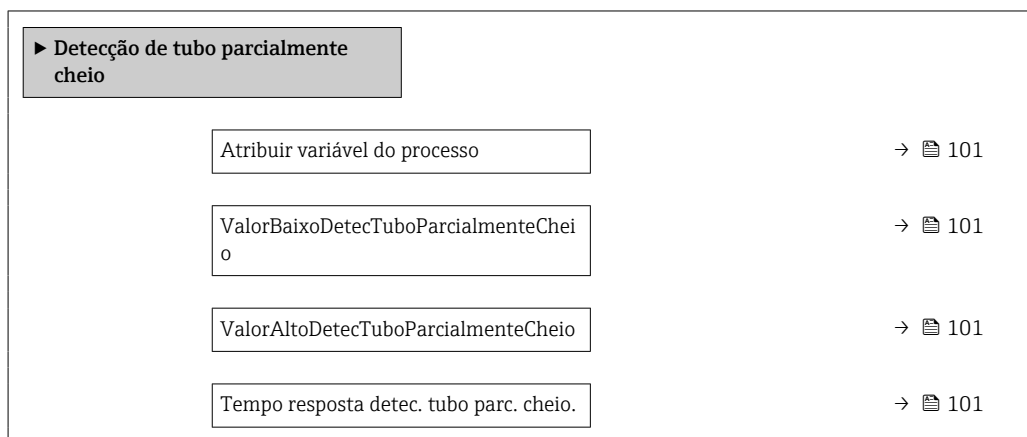 ▶ Detecção de tubo parcialmente
cheio
Atribuir variável do processo → 101
ValorBaixoDetecTuboParcialmenteChei → 101
o
ValorAltoDetecTuboParcialmenteCheio → 101
Tempo resposta detec. tubo parc. cheio. → 101